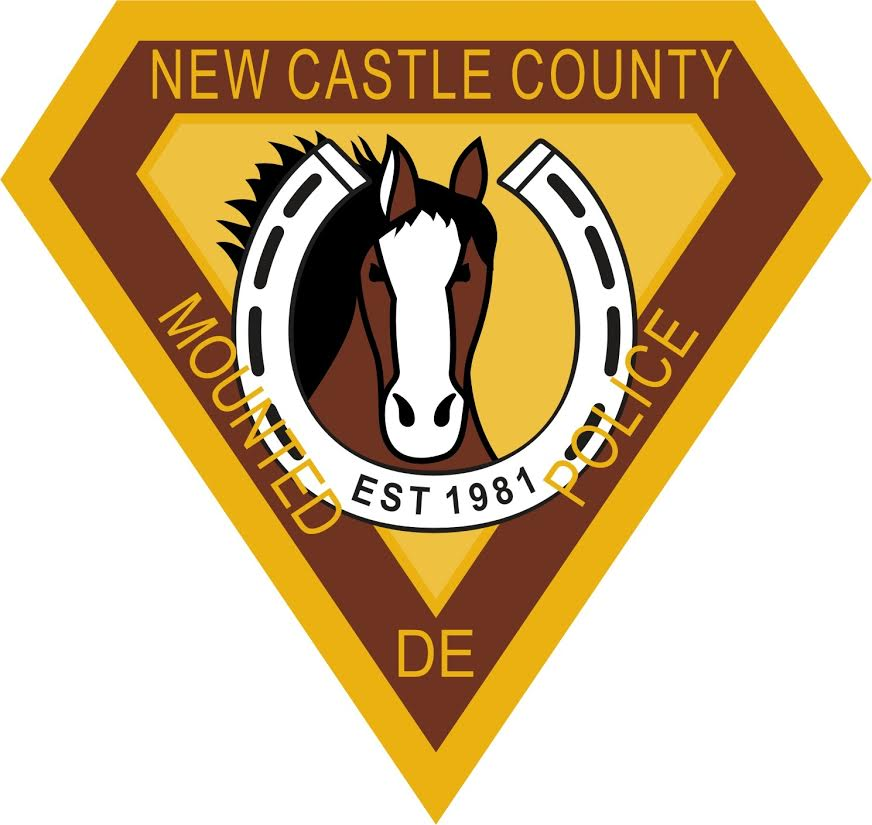 NEW CASTLE COUNTY
MOUNTED
POLICE
EST 1981
DE